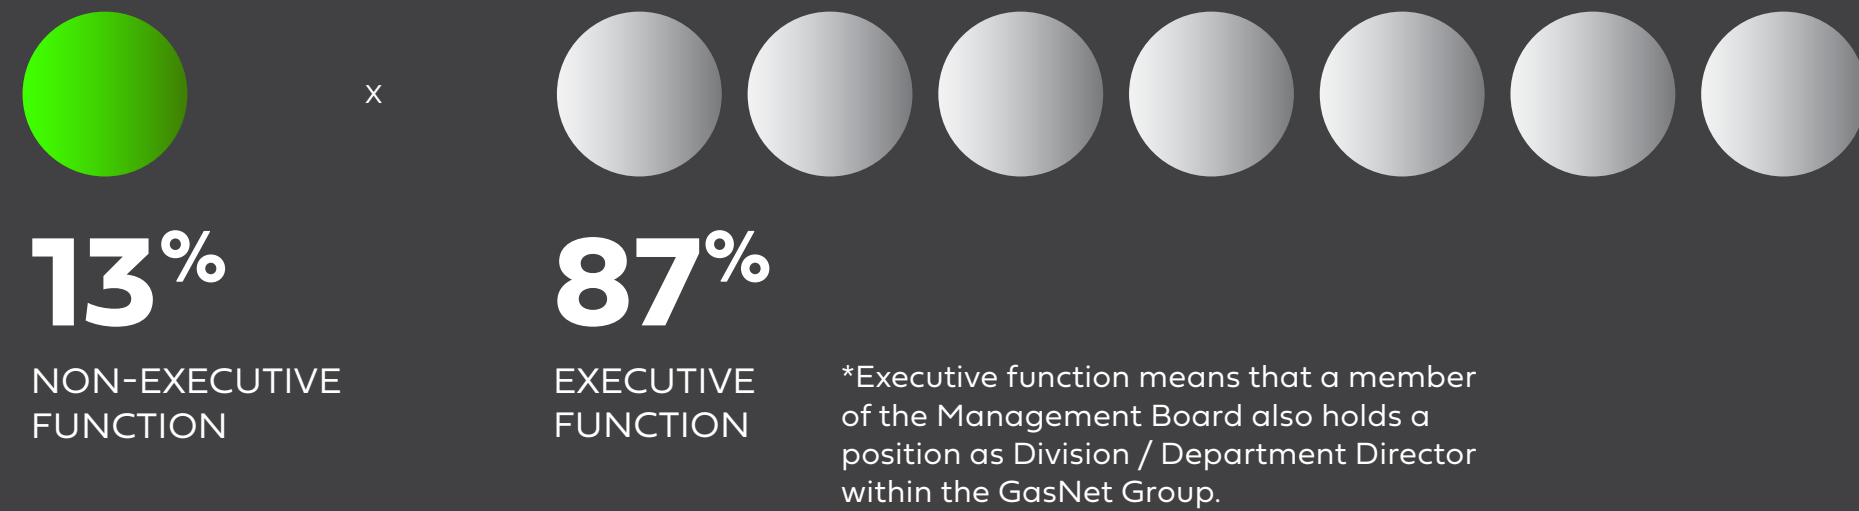 x
13%
87%
NON-EXECUTIVE
FUNCTION
EXECUTIVE
FUNCTION
*Executive function means that a member
of the Management Board also holds a
position as Division / Department Director
within the GasNet Group.